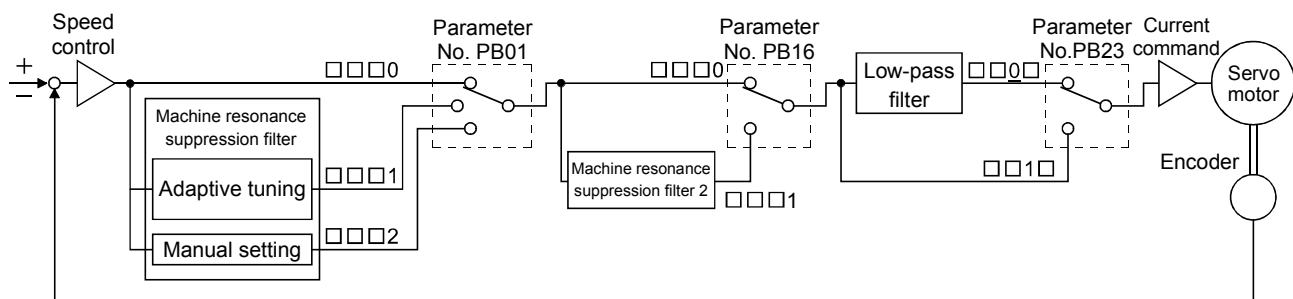 Speed
control
+
−
□□□0
Parameter
No. PB01
Machine resonance
suppression filter
Adaptive tuning
□□□1
Manual setting
□□□2
□□□0
Parameter
No. PB16
Machine resonance
suppression filter 2
□□□1
Low-pass
filter
□□0□
□□1□
Parameter
No.PB23
Current
command
Servo
motor
Encoder